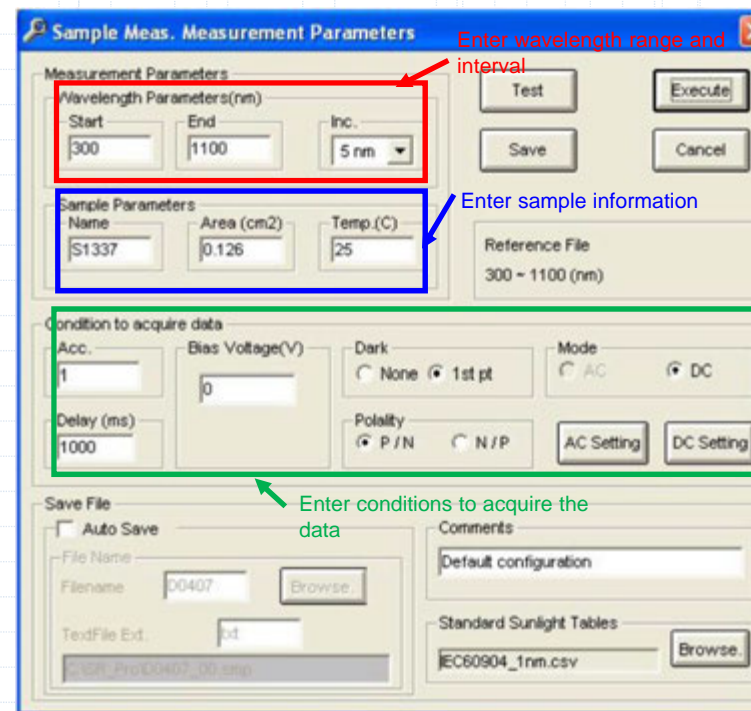 Sample Meas. Measurement Parameters
Enter wavelength range and
interval
Measurement Parameters
Wavelength Parameters(nm)
Start End Inc.
300 1100 5 nm
Test Execute
Save Cancel
Enter sample information
Sample Parameters
Name Area (cm2) Temp.(C)
S1337 0.126 25
Reference File
300 ~ 1100 (nm)
Condition to acquire data
Acc. Bias Voltage(V) Dark Mode
1 0 None 1st pt AC DC
Delay (ms) Polality
1000 P / N N / P AC Setting DC Setting
Enter conditions to acquire the
data
Save File
Auto Save
File Name
Filename D0407 Browse.
TextFile Ext. txt
C:\SR_Pro\D0407_00.smp
Comments
Default configuration
Standard Sunlight Tables
IEC60904_1nm.csv Browse.